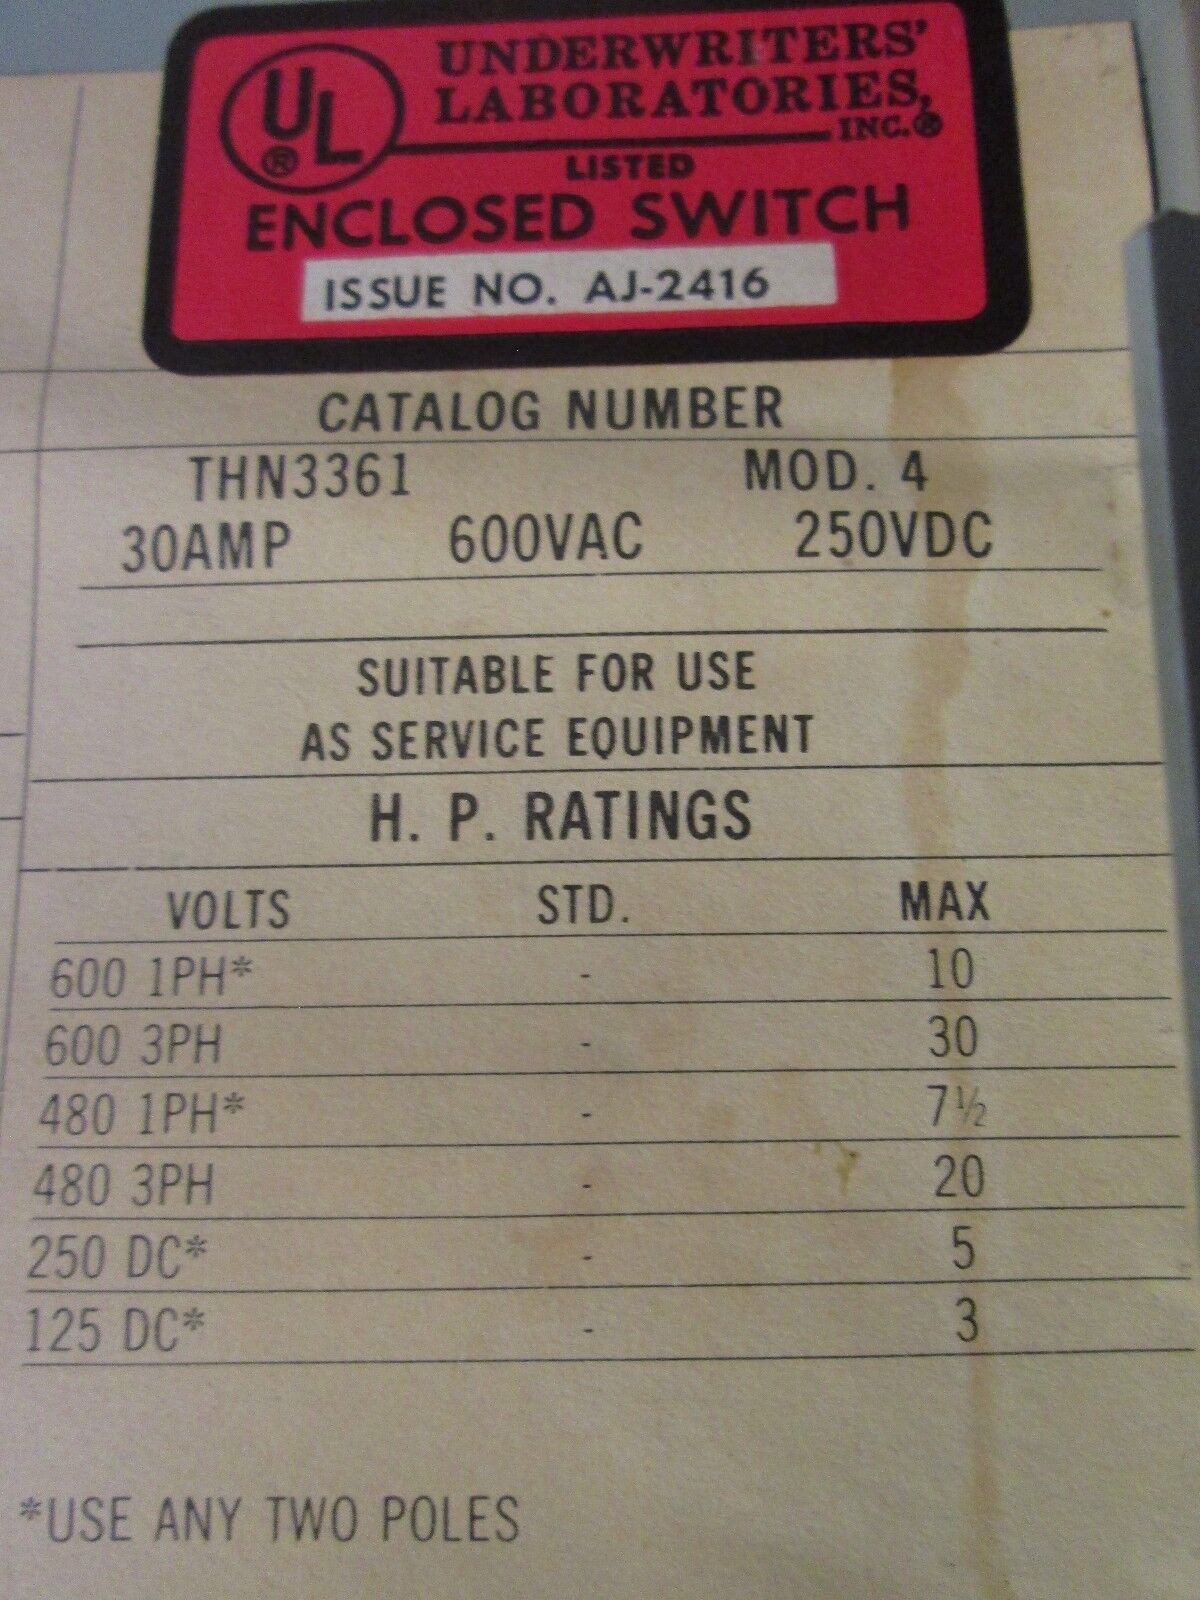 UL®
UNDERWRITERS'
LABORATORIES,
INC.®
LISTED
ENCLOSED SWITCH
ISSUE NO. AJ-2416
CATALOG NUMBER
THN3361 MOD. 4
30AMP 600VAC 250VDC
SUITABLE FOR USE
AS SERVICE EQUIPMENT
H. P. RATINGS
VOLTS STD. MAX
600 1PH* - 10
600 3PH - 30
480 1PH* - 7½
480 3PH - 20
250 DC* - 5
125 DC* - 3
*USE ANY TWO POLES